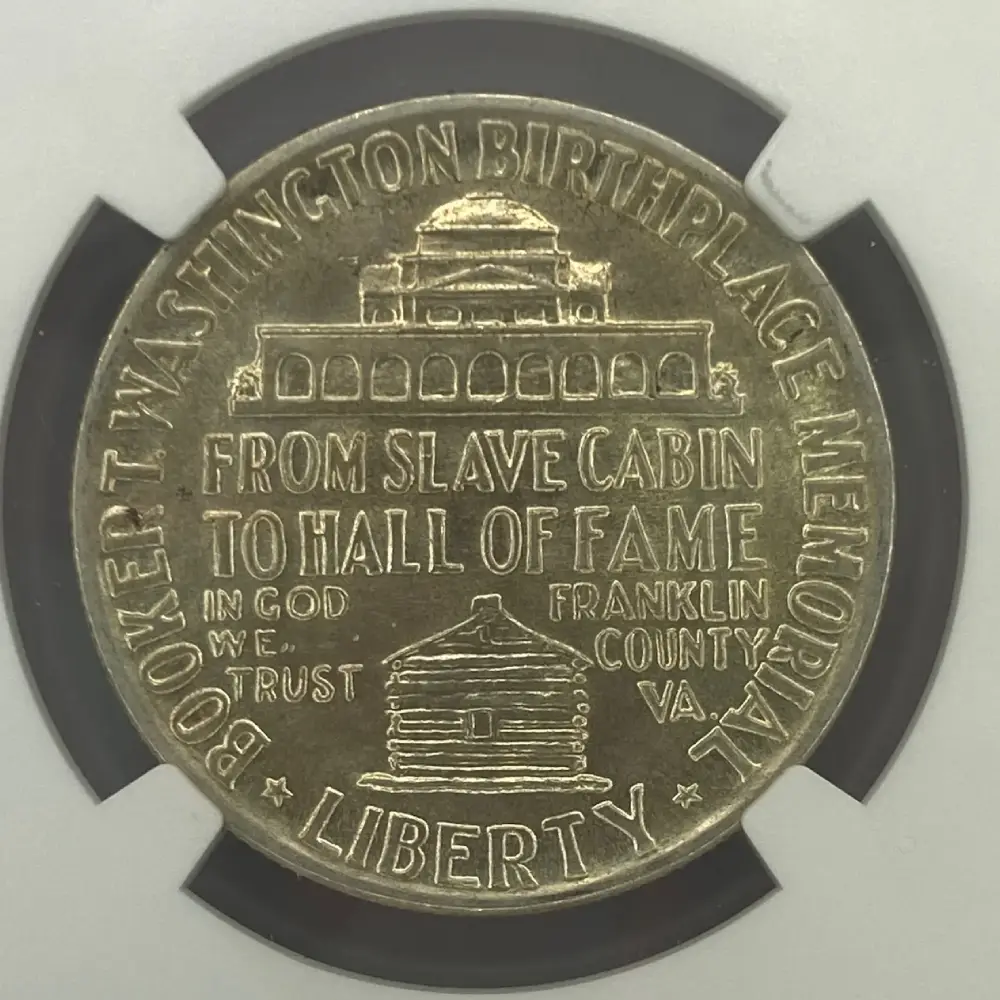 BOOKER T. WASHINGTON BIRTHPLACE MEMORIAL
FROM SLAVE CABIN
TO HALL OF FAME
IN GOD
WE..
TRUST
FRANKLIN
COUNTY
VA.
LIBERTY